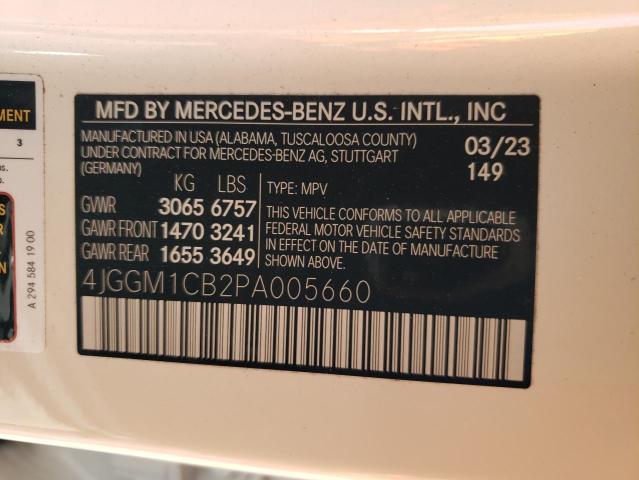 MENT
3
ns.
o.
S
R
A 294 584 19 00
MFD BY MERCEDES-BENZ U.S. INTL., INC
MANUFACTURED IN USA (ALABAMA, TUSCALOOSA COUNTY)
UNDER CONTRACT FOR MERCEDES-BENZ AG, STUTTGART
(GERMANY)
03/23
149
KG LBS
GVWR 3065 6757
GAWR FRONT 1470 3241
GAWR REAR 1655 3649
TYPE: MPV
THIS VEHICLE CONFORMS TO ALL APPLICABLE
FEDERAL MOTOR VEHICLE SAFETY STANDARDS
IN EFFECT ON THE DATE OF MANUFACTURE
SHOWN ABOVE.
4JGGM1CB2PA005660